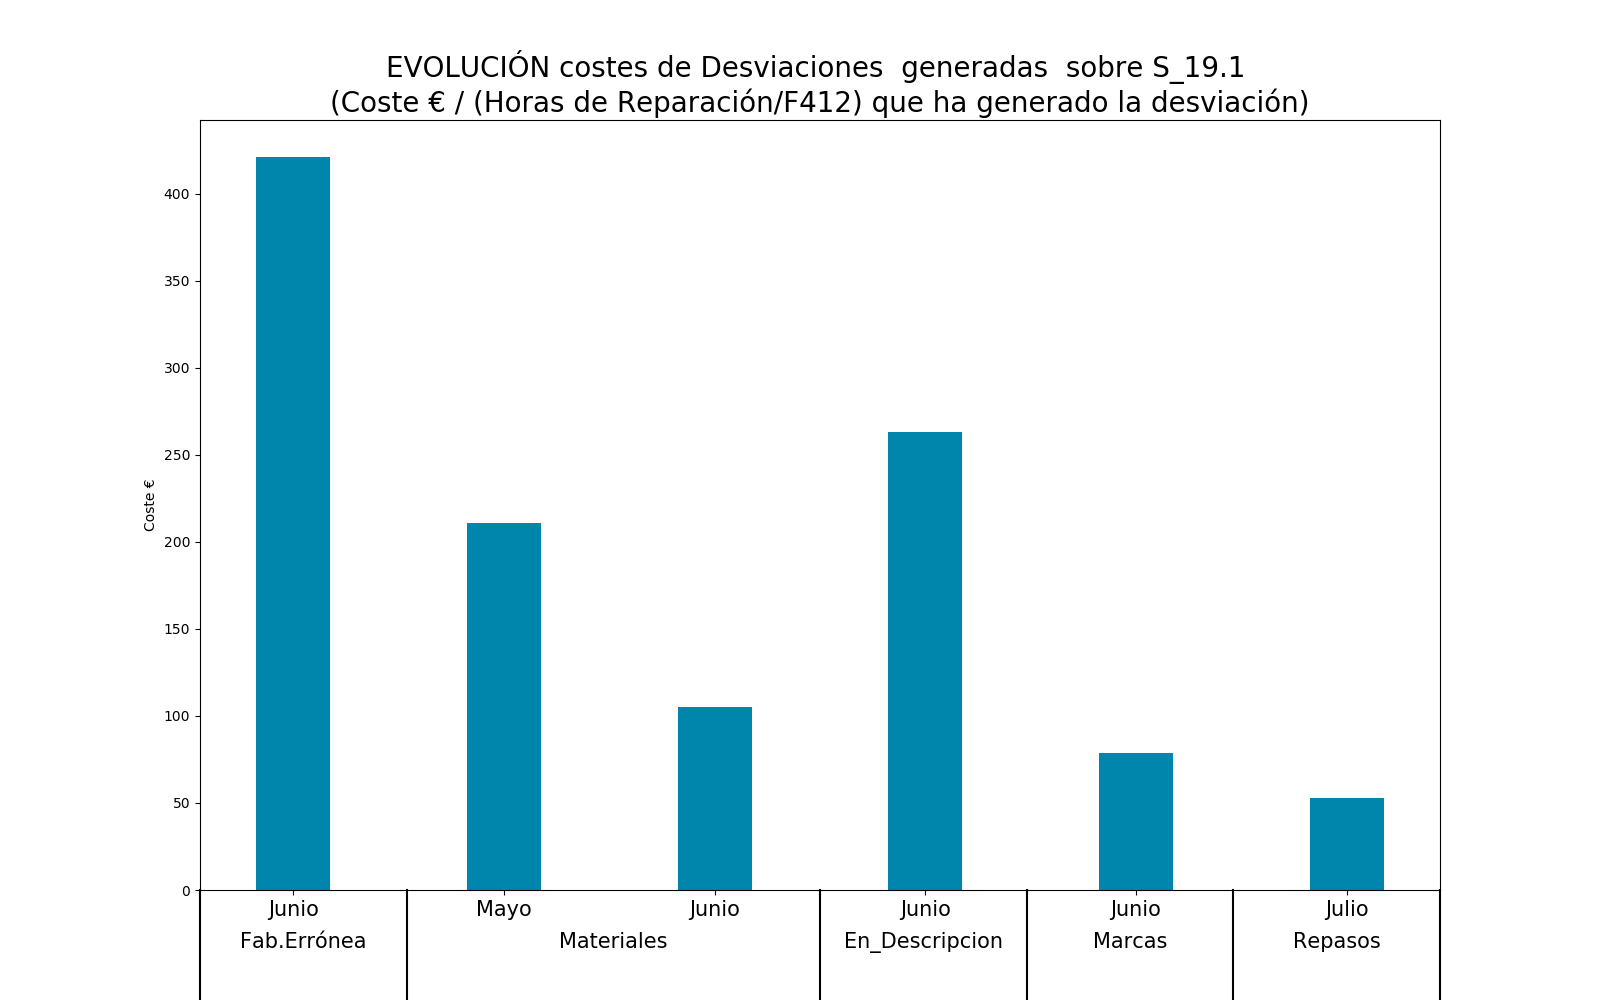 EVOLUCIÓN costes de Desviaciones  generadas  sobre S_19.1
(Coste € / (Horas de Reparación/F412) que ha generado la desviación)
400
350
300
250
200
150
100
50
0
Coste €
Junio Mayo Junio Junio Junio Julio
Fab.Errónea Materiales En_Descripcion Marcas Repasos